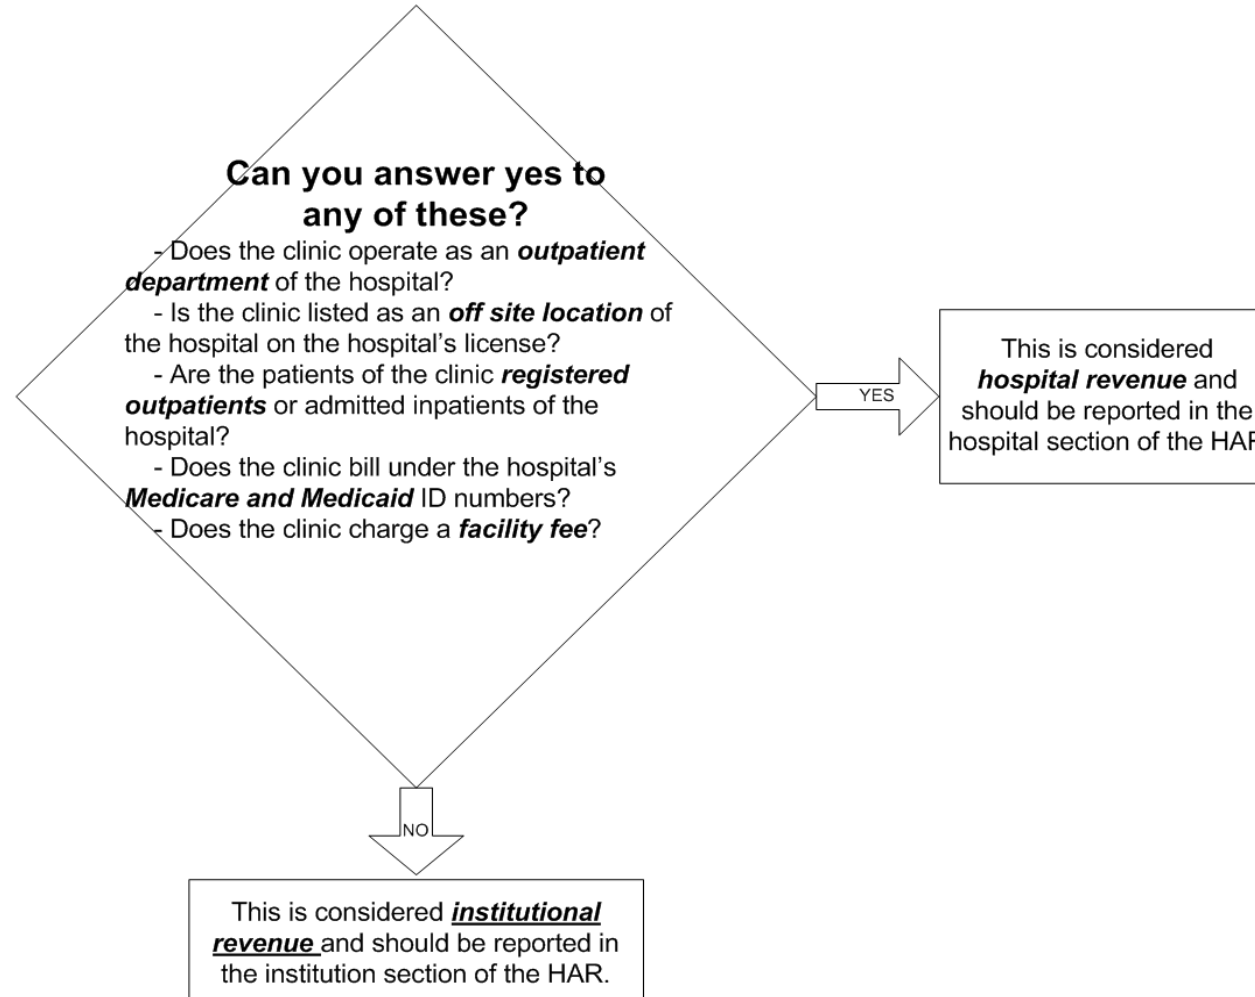 Can you answer yes to
any of these?
- Does the clinic operate as an outpatient
department of the hospital?
- Is the clinic listed as an off site location of
the hospital on the hospital's license?
- Are the patients of the clinic registered
outpatients or admitted inpatients of the
hospital?
- Does the clinic bill under the hospital's
Medicare and Medicaid ID numbers?
- Does the clinic charge a facility fee?
YES
This is considered
hospital revenue and
should be reported in the
hospital section of the
NO
This is considered institutional
revenue and should be reported in
the institution section of the HAR.